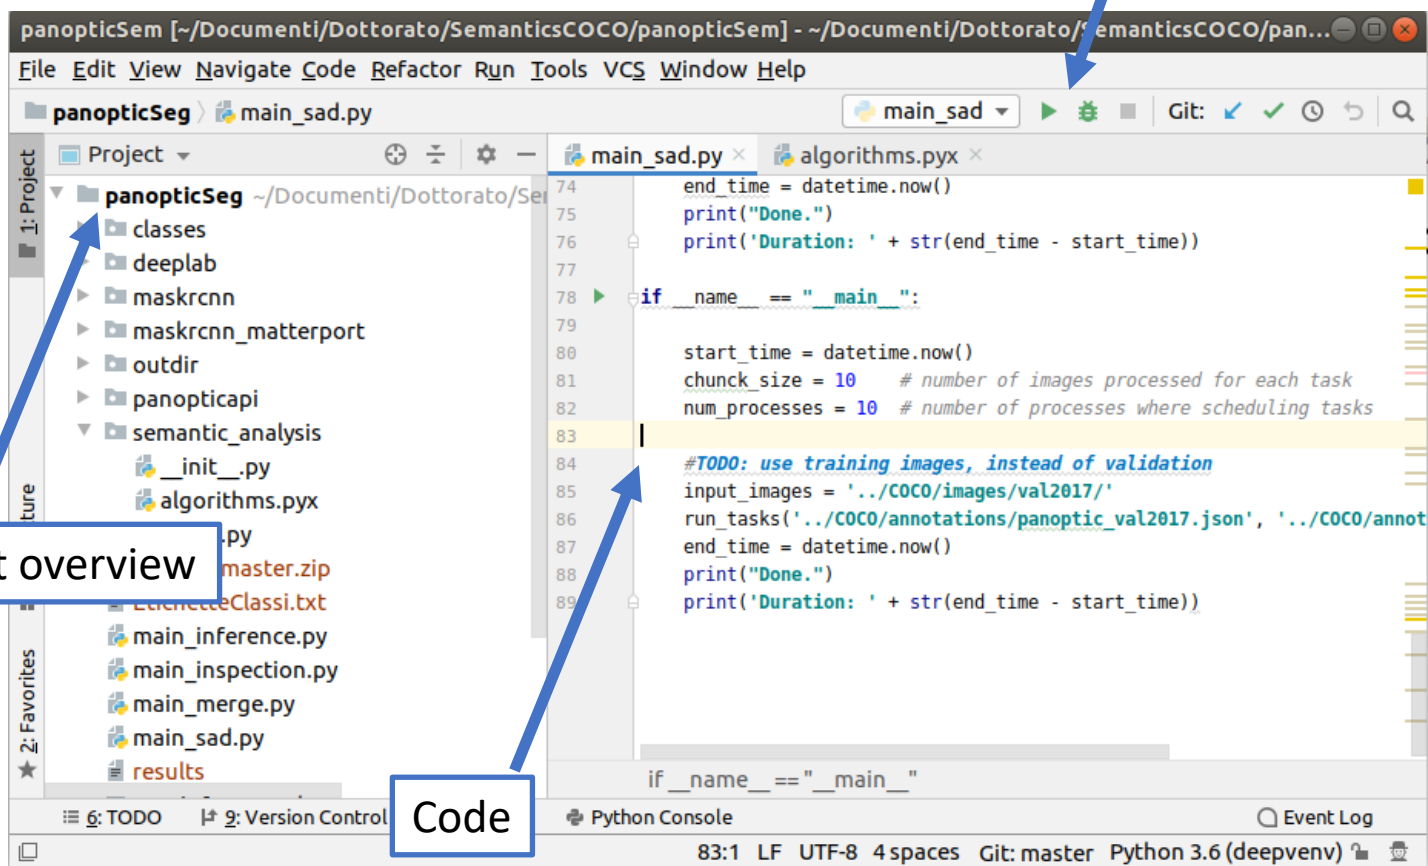 panopticSem [~/Documenti/Dottorato/SemanticsCOCO/panopticSem] - ~/Documenti/Dottorato/SemanticsCOCO/pan...
File Edit View Navigate Code Refactor Run Tools VCS Window Help
panopticSeg main_sad.py main_sad Git:
1: Project
Project
panopticSeg ~/Documenti/Dottorato/Se
classes
deeplab
maskrcnn
maskrcnn_matterport
outdir
panopticapi
semantic_analysis
__init__.py
algorithms.pyx
.py
master.zip
EtichetteClassi.txt
main_inference.py
main_inspection.py
main_merge.py
main_sad.py
results
t overview
ture
2: Favorites
main_sad.py algorithms.pyx
74 end_time = datetime.now()
75 print("Done.")
76 print('Duration: ' + str(end_time - start_time))
77
78 if __name__ == "__main__":
79
80 start_time = datetime.now()
81 chunck_size = 10 # number of images processed for each task
82 num_processes = 10 # number of processes where scheduling tasks
83
84 #TODO: use training images, instead of validation
85 input_images = '../COCO/images/val2017/'
86 run_tasks('../COCO/annotations/panoptic_val2017.json', '../COCO/annot
87 end_time = datetime.now()
88 print("Done.")
89 print('Duration: ' + str(end_time - start_time))
if __name__ == "__main__"
Code
6: TODO 9: Version Control Python Console Event Log
83:1 LF UTF-8 4 spaces Git: master Python 3.6 (deepvenv)